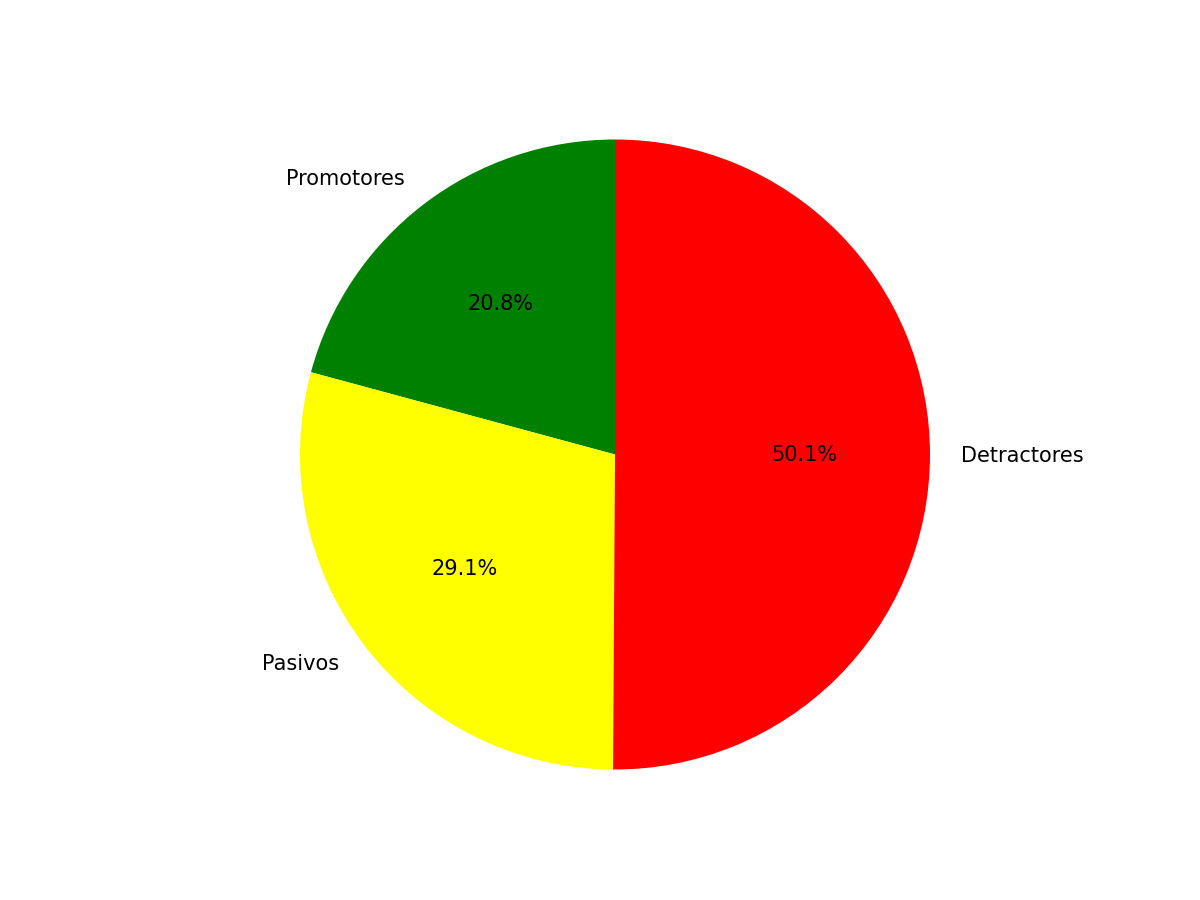 Promotores
20.8%
50.1%
Detractores
29.1%
Pasivos